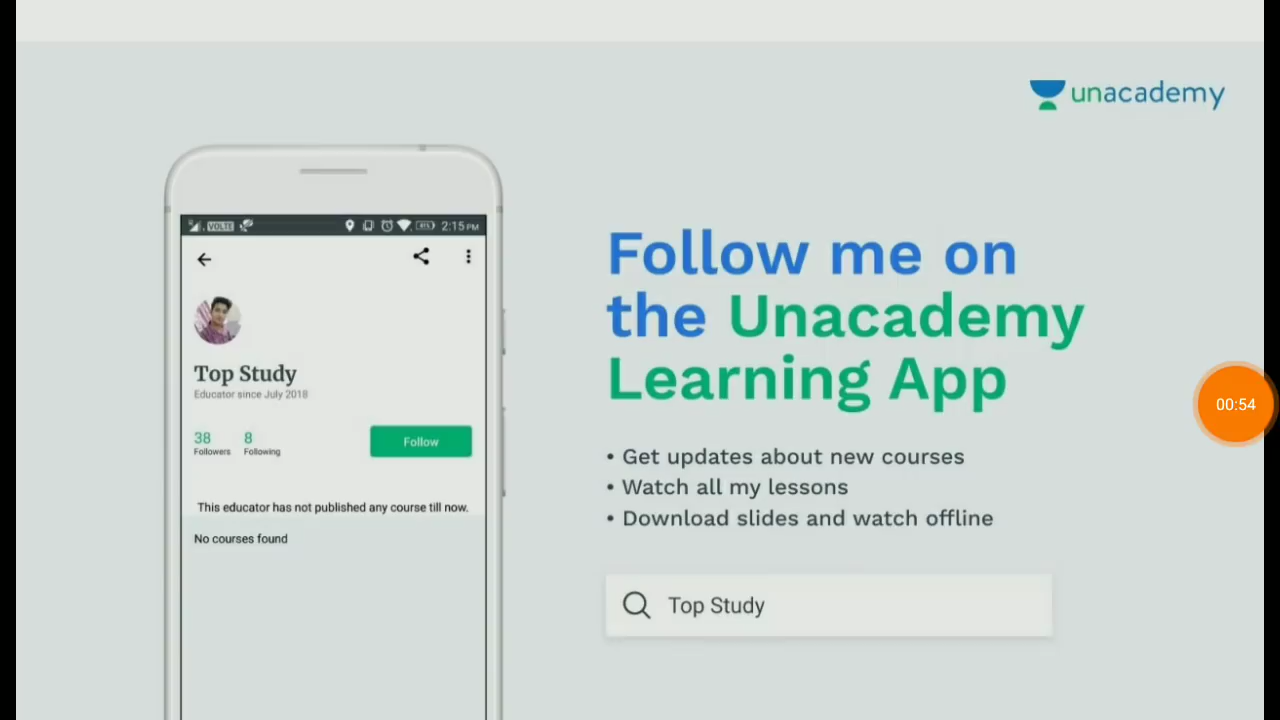 unacademy
VOLTE
2:15 PM
Top Study
Educator since July 2018
38 8
Followers Following
Follow
This educator has not published any course till now.
No courses found
Follow me on
the Unacademy
Learning App
• Get updates about new courses
• Watch all my lessons
• Download slides and watch offline
Top Study
00:54